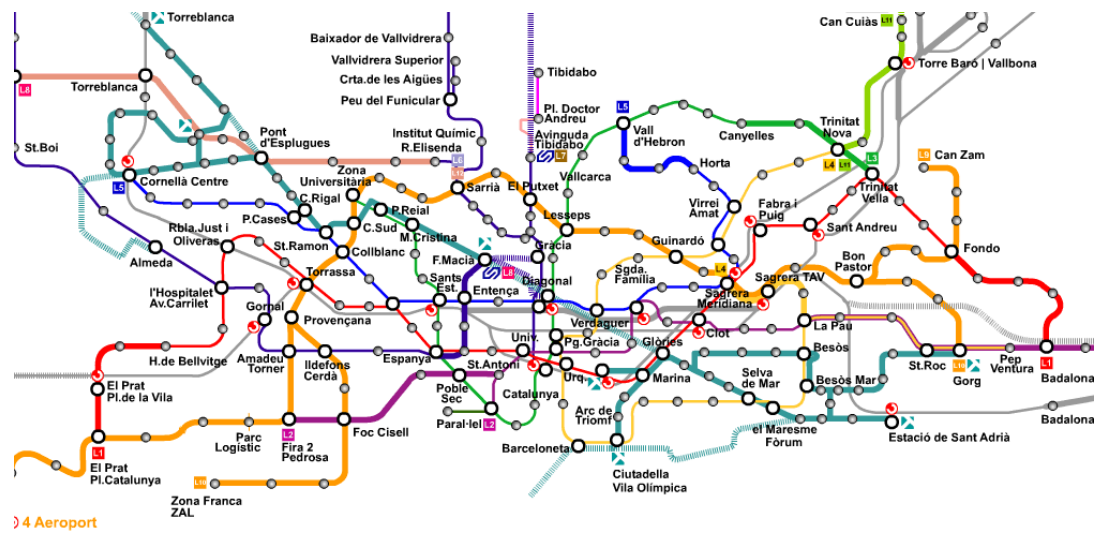 Torreblanca
Can Cuiàs L11
Baixador de Vallvidrera
Vallvidrera Superior
Crta.de les Aigües
Peu del Funicular
Tibidabo
Torre Baró | Vallbona
Torreblanca
L8
Pl. Doctor
Andreu
L5
Vall
d'Hebron
Canyelles
Trinitat
Nova
L4 L11
L3
St.Boi
Pont
d'Esplugues
Institut Químic
R.Elisenda
L6
L12
Avinguda
Tibidabo
L7
Zona
Universitària
Sarrià
El Putxet
Vallcarca
Horta
L9 Can Zam
L5 Cornellà Centre
C.Rigal
P.Cases
P.Reial
M.Cristina
C.Sud
Lesseps
Virrei
Amat
Fabra i
Puig
Trinitat
Vella
Sant Andreu
Rbla.Just i
Oliveras
St.Ramon
Collblanc
Almeda
F.Macià
L8
Gràcia
Guinardó
L4
Fondo
Bon
Pastor
Torrassa
Sants
Est.
Entença
Diagonal
Sgda.
Família
Sagrera TAV
Sagrera
Meridiana
l'Hospitalet
Av.Carrilet
Gornal
Provençana
Verdaguer
Clot
La Pau
H.de Bellvitge
Amadeu
Torner
Ildefons
Cerdà
Espanya
Univ.
Pg.Gràcia
Glòries
Besòs
St.Roc
L10 Gorg
Pep
Ventura
L1
Badalona
El Prat
Pl.de la Vila
St.Antoni
Poble
Sec
Catalunya
Urq.
Marina
Selva
de Mar
Besòs Mar
Parc
Logístic
L2
Fira 2
Pedrosa
Foc Cisell
Paral·lel L2
Arc de
Triomf
el Maresme
Fòrum
Badalona
Estació de Sant Adrià
Barceloneta
L1
El Prat
Pl.Catalunya
L10
Zona Franca
ZAL
Ciutadella
Vila Olímpica
4 Aeroport